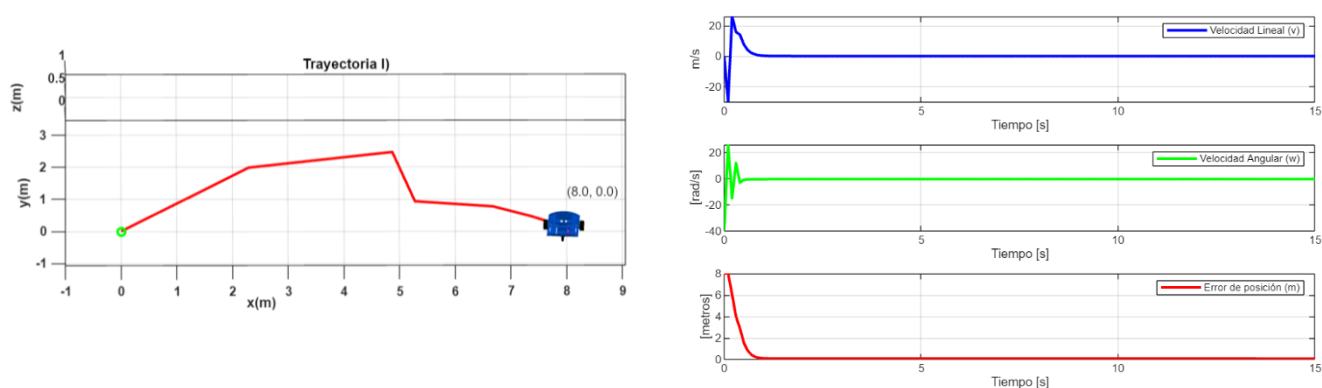 Trayectoria I)
z(m)
1
0.5
0
y(m)
3
2
1
0
-1
(8.0, 0.0)
-1 0 1 2 3 4 5 6 7 8 9
x(m)
Velocidad Lineal (v)
m/s
20
0
-20
0 5 10 15
Tiempo [s]
Velocidad Angular (w)
[rad/s]
20
0
-20
-40
0 5 10 15
Tiempo [s]
Error de posición (m)
[metros]
8
6
4
2
0
0 5 10 15
Tiempo [s]